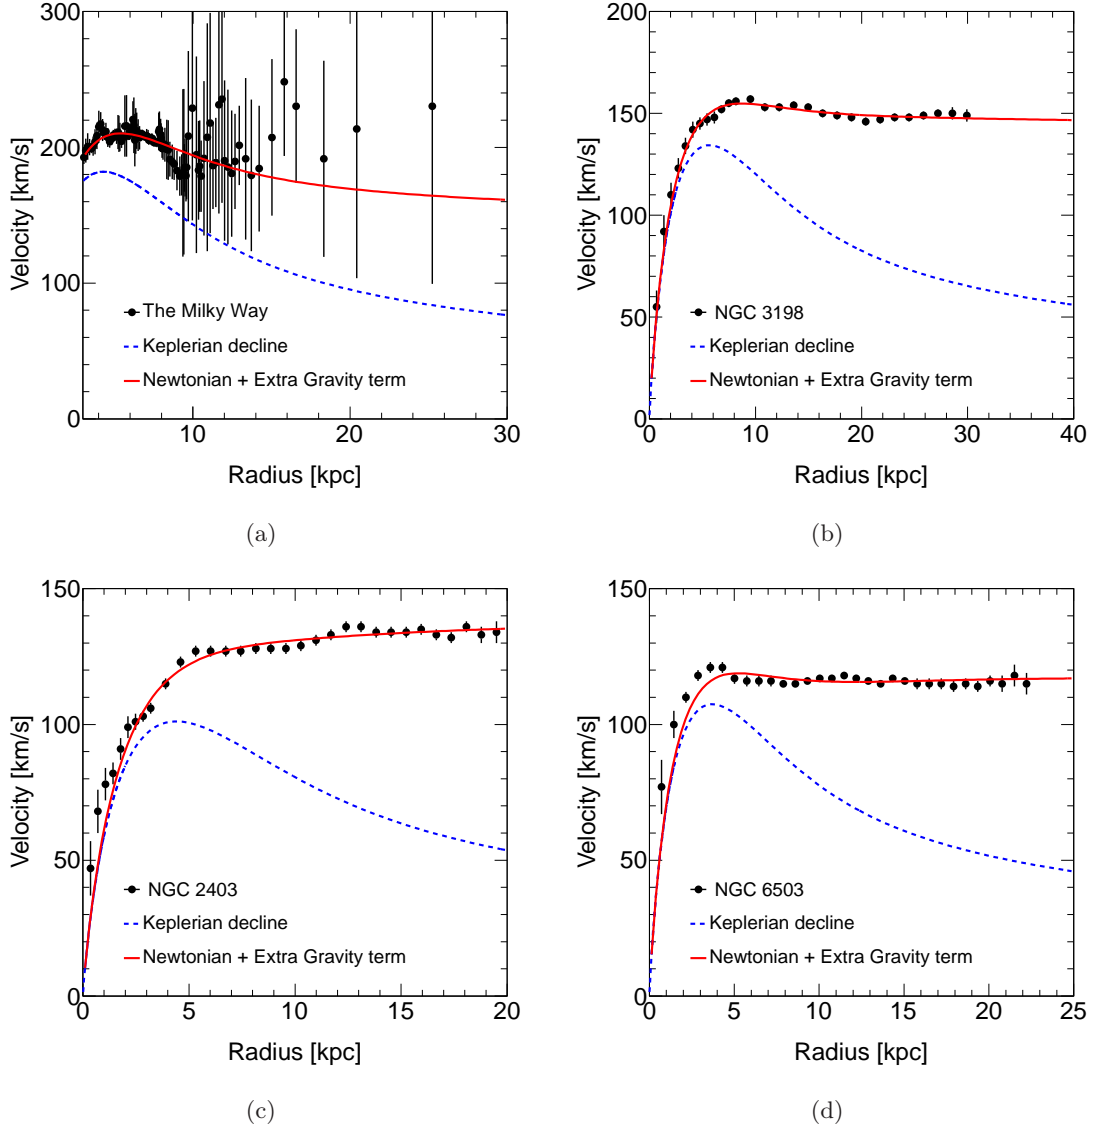 300
200
100
0
Velocity [km/s]
The Milky Way
Keplerian decline
Newtonian + Extra Gravity term
10 20 30
Radius [kpc]
(a)
200
150
100
50
0
Velocity [km/s]
NGC 3198
Keplerian decline
Newtonian + Extra Gravity term
0 10 20 30 40
Radius [kpc]
(b)
150
100
50
0
Velocity [km/s]
NGC 2403
Keplerian decline
Newtonian + Extra Gravity term
0 5 10 15 20
Radius [kpc]
(c)
150
100
50
0
Velocity [km/s]
NGC 6503
Keplerian decline
Newtonian + Extra Gravity term
0 5 10 15 20 25
Radius [kpc]
(d)